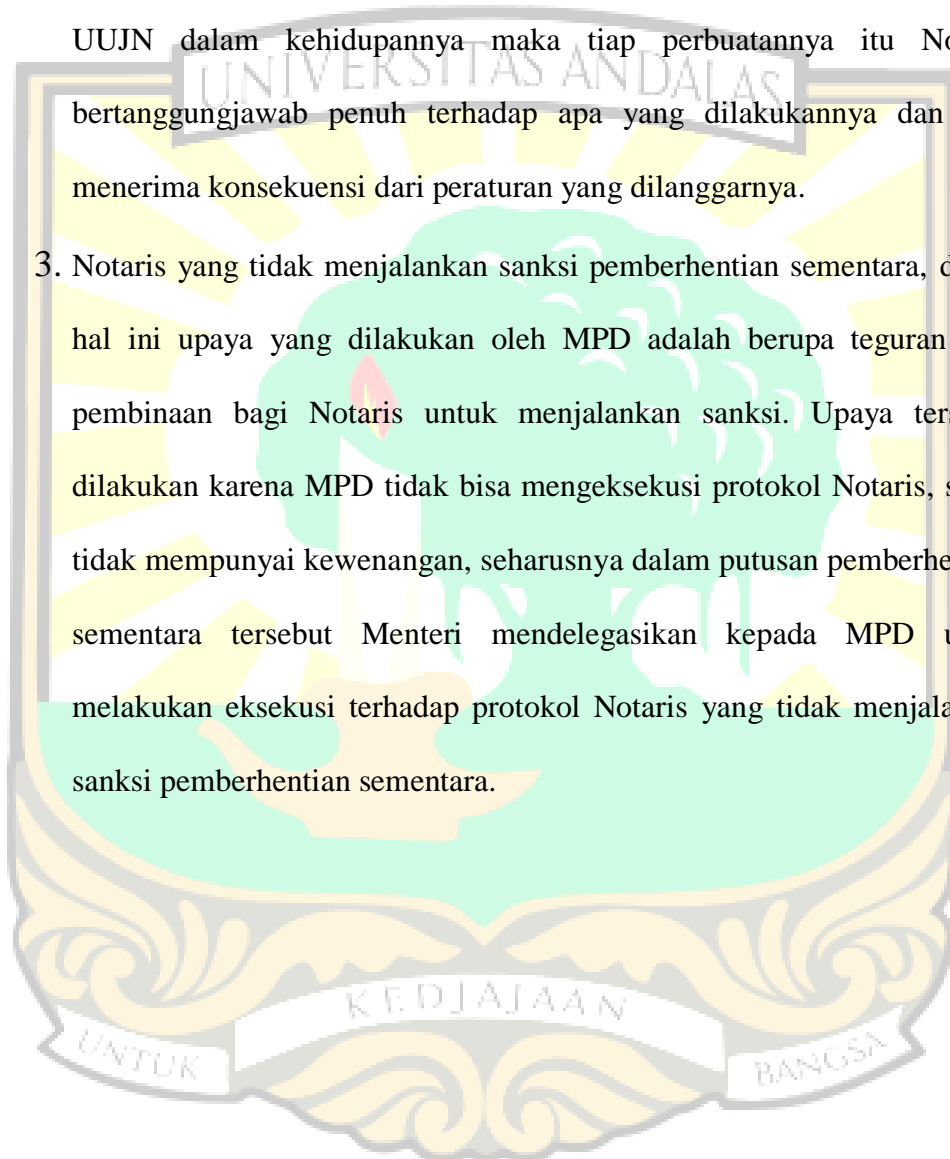 UUJN dalam kehidupannya maka tiap perbuatannya itu No
UNIVERSITAS ANDALAS
bertanggungjawab penuh terhadap apa yang dilakukannya dan
menerima konsekuensi dari peraturan yang dilanggarnya.
3. Notaris yang tidak menjalankan sanksi pemberhentian sementara, d
hal ini upaya yang dilakukan oleh MPD adalah berupa teguran
pembinaan bagi Notaris untuk menjalankan sanksi. Upaya ters
dilakukan karena MPD tidak bisa mengeksekusi protokol Notaris, s
tidak mempunyai kewenangan, seharusnya dalam putusan pemberhe
sementara tersebut Menteri mendelegasikan kepada MPD u
melakukan eksekusi terhadap protokol Notaris yang tidak menjala
sanksi pemberhentian sementara.
UNTUK KEDJAJAAN BANGSA